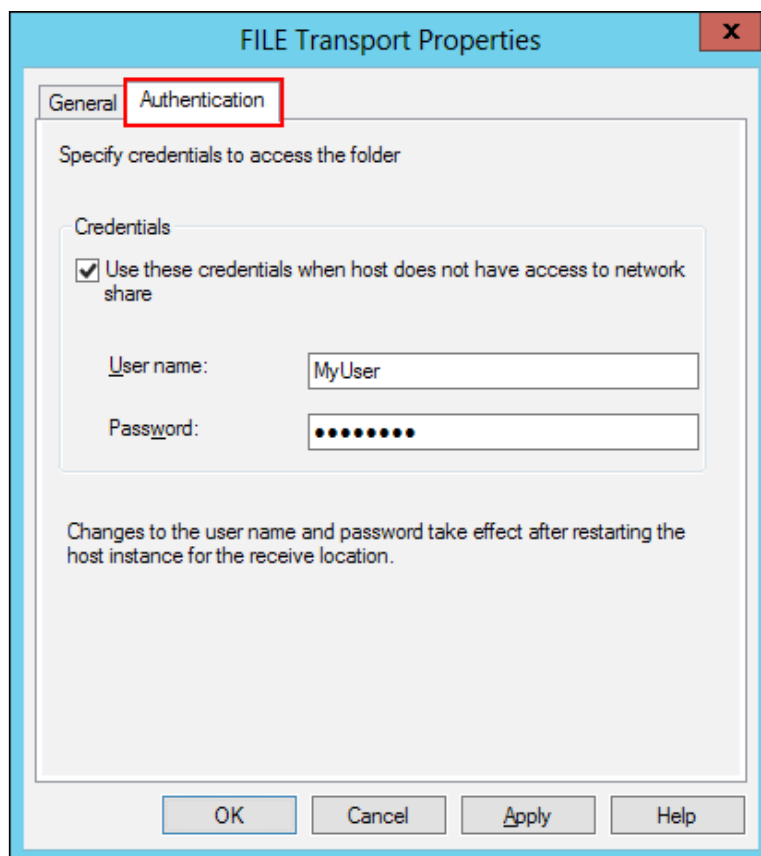 FILE Transport Properties
x
General
Authentication
Specify credentials to access the folder
Credentials
Use these credentials when host does not have access to network
share
User name:
MyUser
Password:
●●●●●●●●
Changes to the user name and password take effect after restarting the
host instance for the receive location.
OK
Cancel
Apply
Help